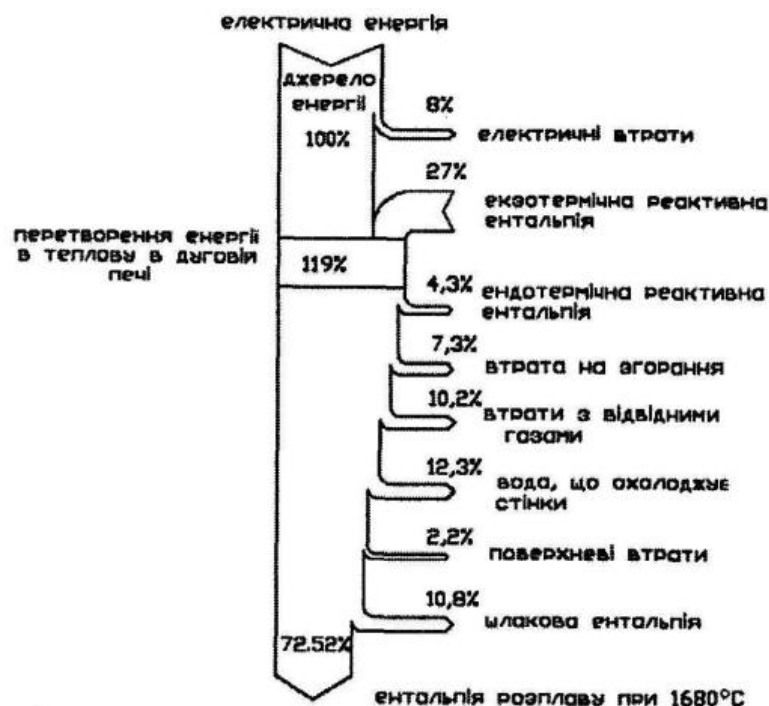 електрична енергія
джерело
енергії
100%
8%
електричні втрати
27%
екзотермічна реактивна
ентальпія
перетворення енергії
в теплову в дуговій
печі
119%
4,3%
ендотермічна реактивна
ентальпія
7,3%
втрата на згорання
10,2%
втрати з відвідними
газами
12,3%
вода, що охолоджує
стінки
2,2%
поверхневі втрати
10,8%
шлакова ентальпія
72.52%
ентальпія розплаву при 1680°C